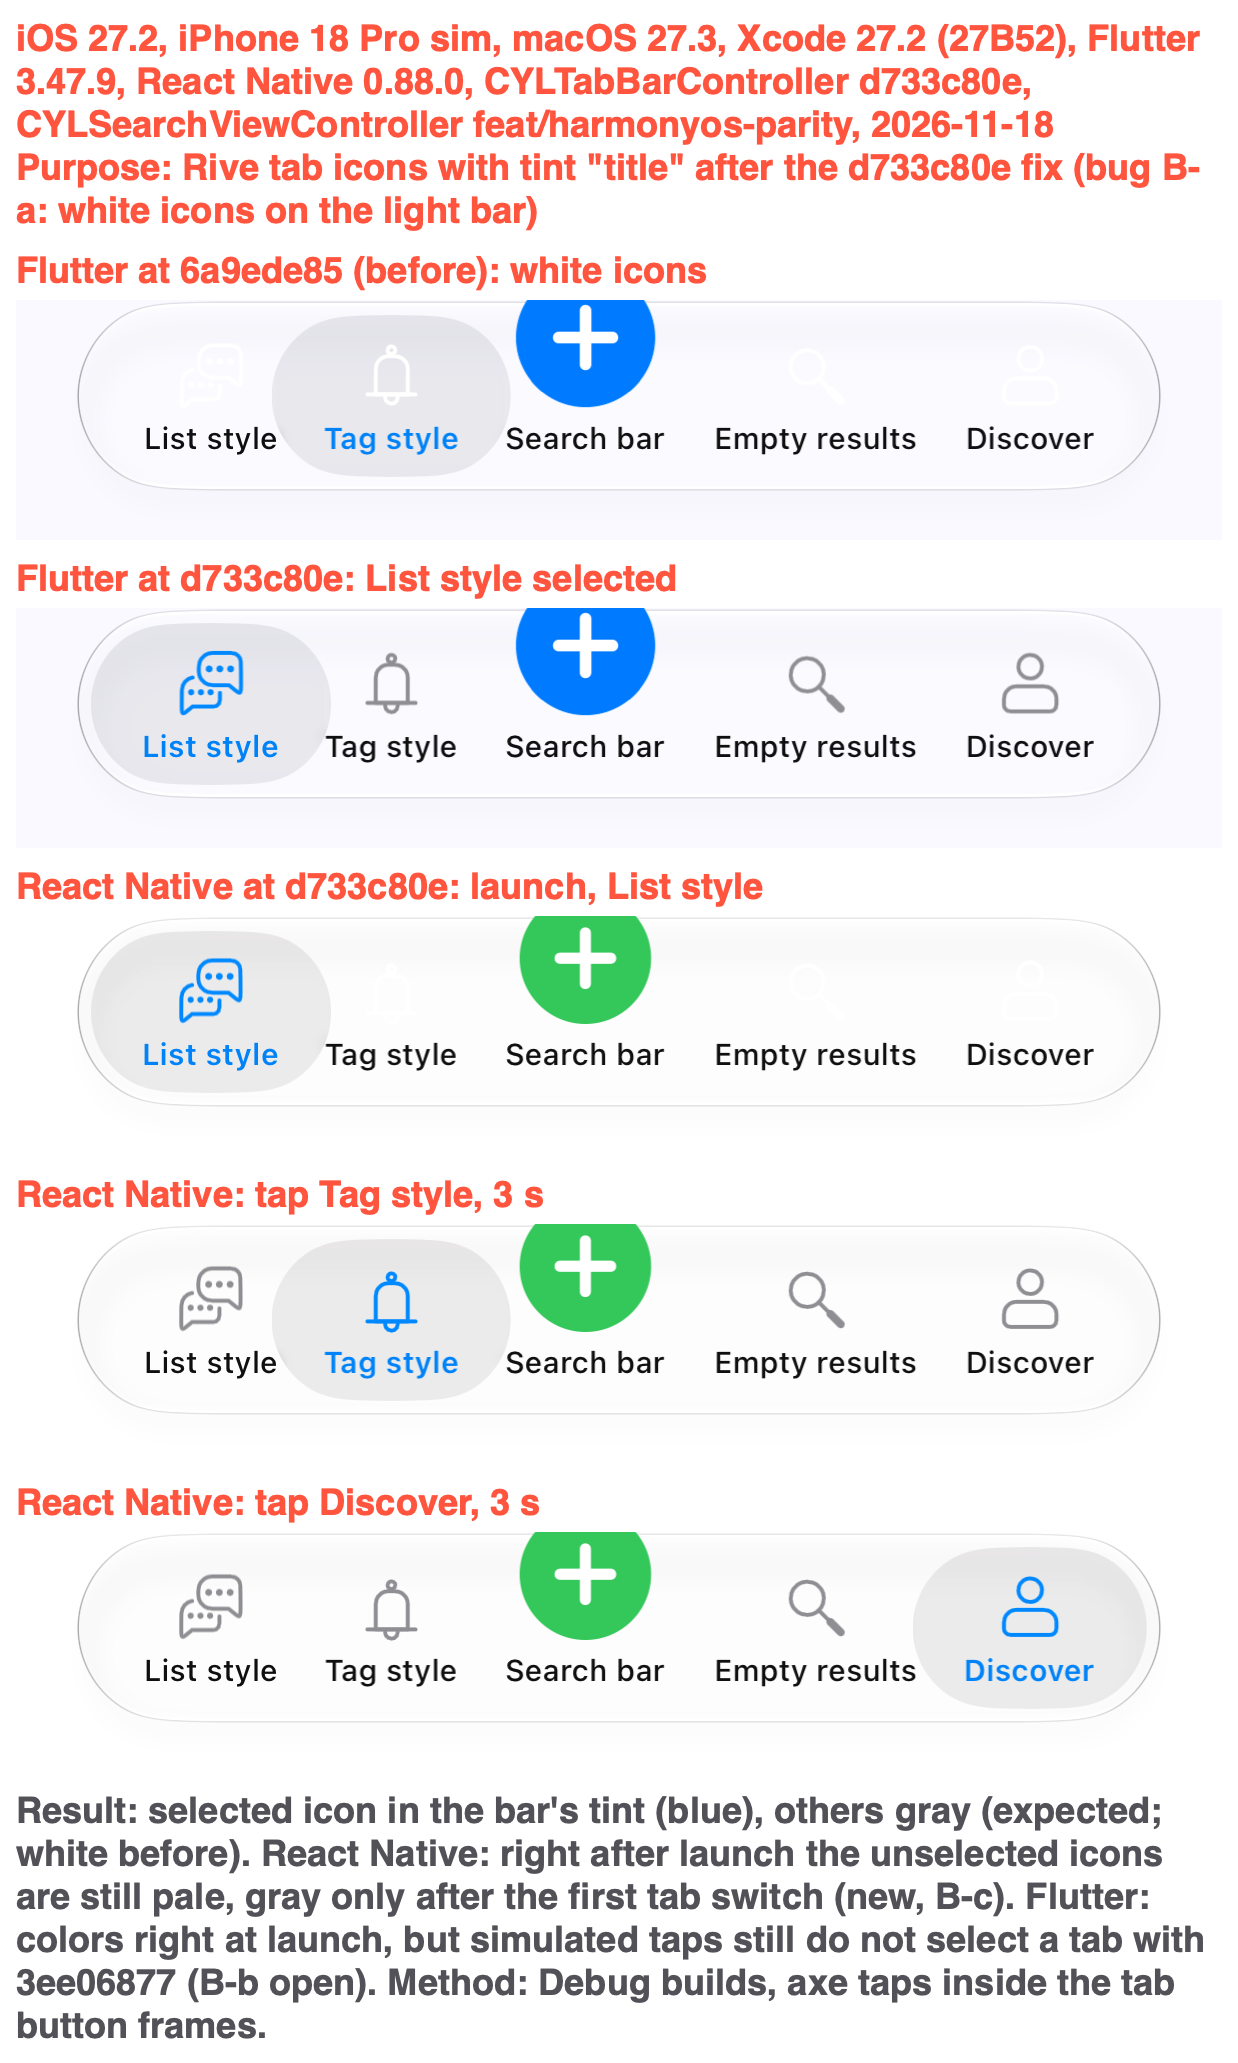 iOS 27.2, iPhone 18 Pro sim, macOS 27.3, Xcode 27.2 (27B52), Flutter
3.47.9, React Native 0.88.0, CYLTabBarController d733c80e,
CYLSearchViewController feat/harmonyos-parity, 2026-11-18
Purpose: Rive tab icons with tint "title" after the d733c80e fix (bug B-
a: white icons on the light bar)
Flutter at 6a9ede85 (before): white icons
List style Tag style Search bar Empty results Discover
Flutter at d733c80e: List style selected
List style Tag style Search bar Empty results Discover
React Native at d733c80e: launch, List style
List style Tag style Search bar Empty results Discover
React Native: tap Tag style, 3 s
List style Tag style Search bar Empty results Discover
React Native: tap Discover, 3 s
List style Tag style Search bar Empty results Discover
Result: selected icon in the bar's tint (blue), others gray (expected;
white before). React Native: right after launch the unselected icons
are still pale, gray only after the first tab switch (new, B-c). Flutter:
colors right at launch, but simulated taps still do not select a tab with
3ee06877 (B-b open). Method: Debug builds, axe taps inside the tab
button frames.